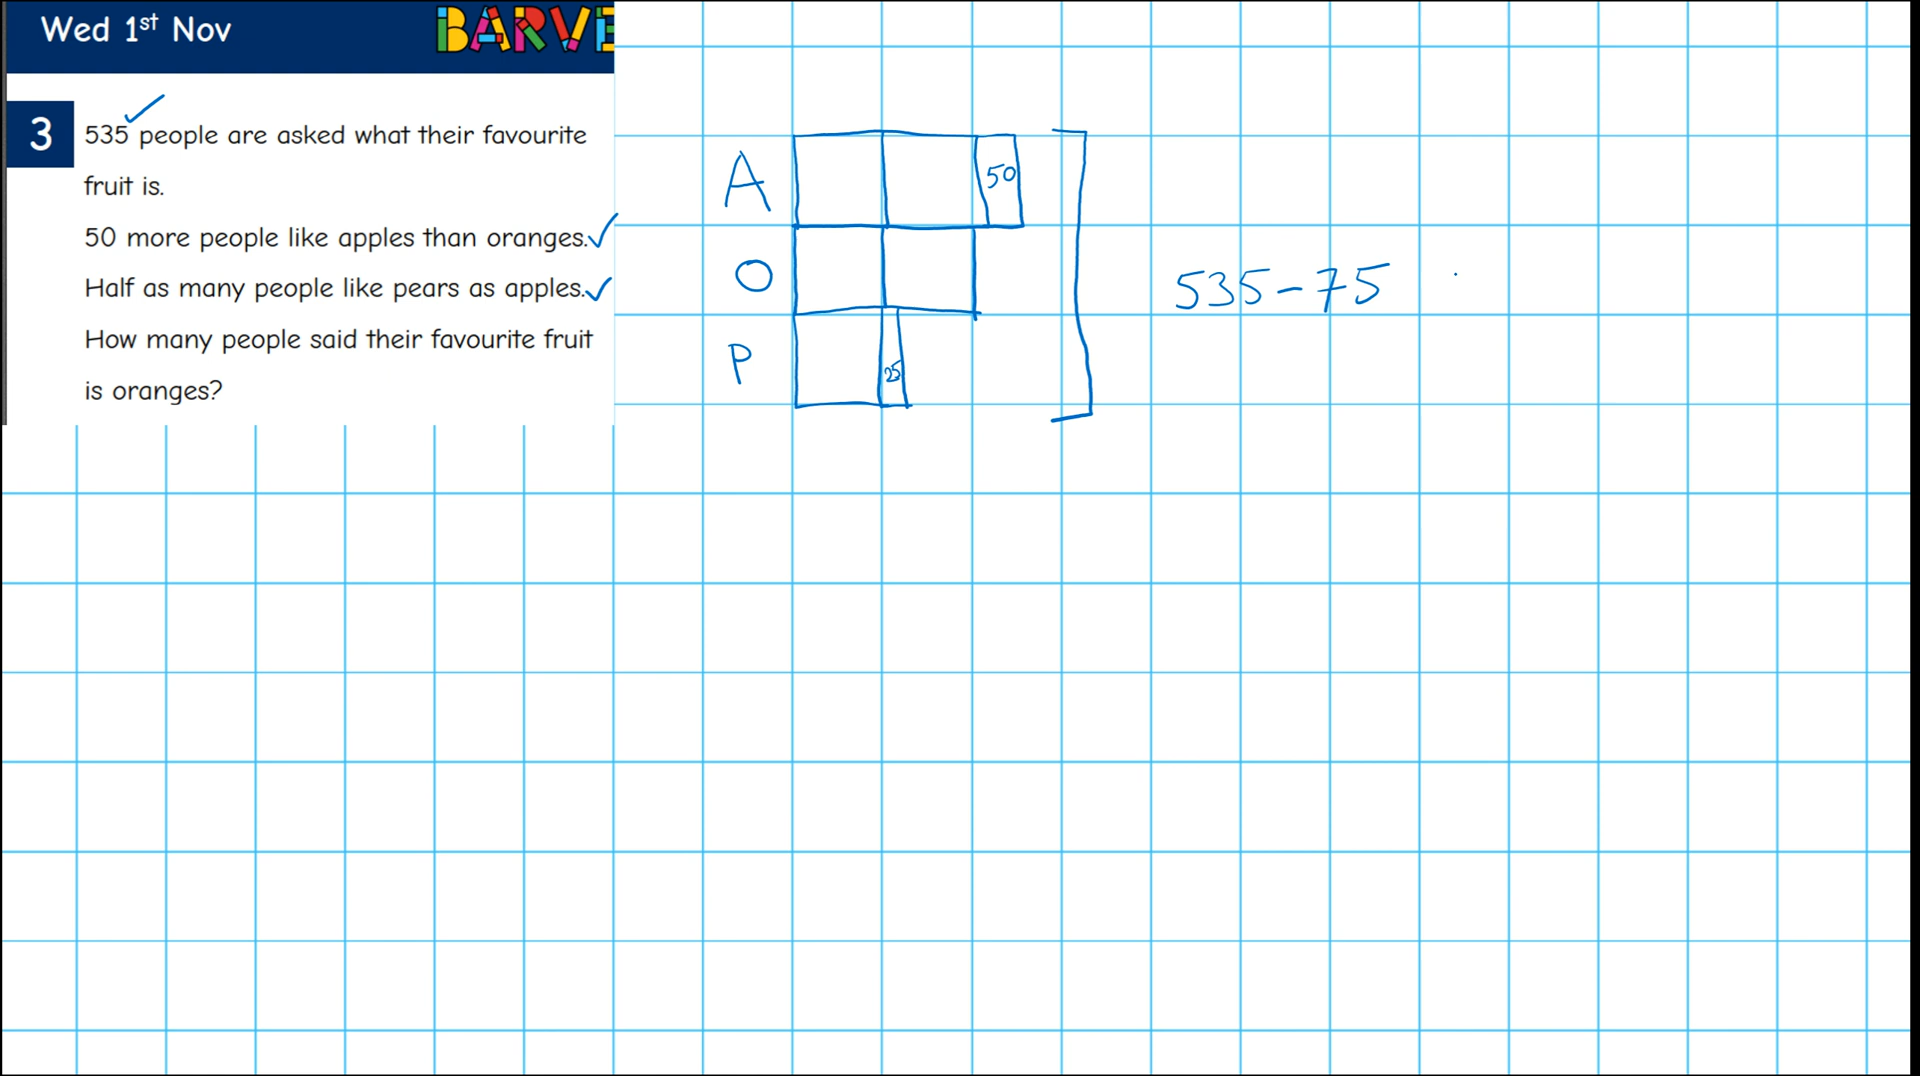 Wed 1st Nov
BARVE
3
535 people are asked what their favourite
fruit is.
50 more people like apples than oranges.
Half as many people like pears as apples.
How many people said their favourite fruit
is oranges?
A
50
O
P
25
535-75